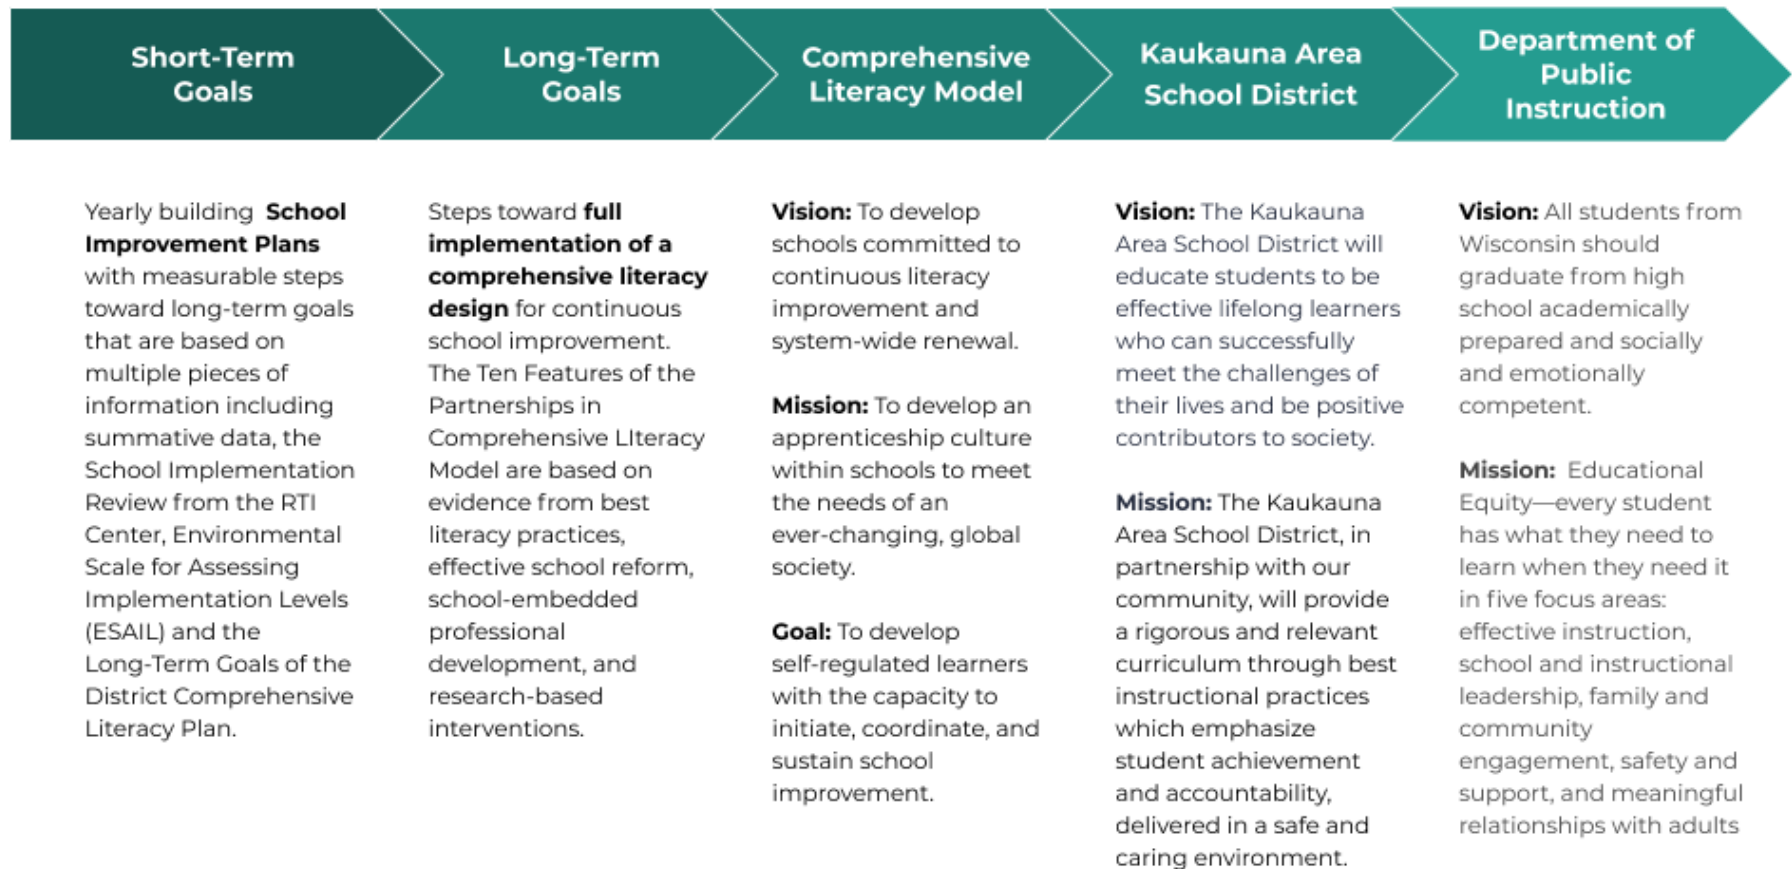 Short-Term
Goals
Long-Term
Goals
Comprehensive
Literacy Model
Kaukauna Area
School District
Department of
Public
Instruction
Yearly building School
Improvement Plans
with measurable steps
toward long-term goals
that are based on
multiple pieces of
information including
summative data, the
School Implementation
Review from the RTI
Center, Environmental
Scale for Assessing
Implementation Levels
(ESAIL) and the
Long-Term Goals of the
District Comprehensive
Literacy Plan.
Steps toward full
implementation of a
comprehensive literacy
design for continuous
school improvement.
The Ten Features of the
Partnerships in
Comprehensive LIteracy
Model are based on
evidence from best
literacy practices,
effective school reform,
school-embedded
professional
development, and
research-based
interventions.
Vision: To develop
schools committed to
continuous literacy
improvement and
system-wide renewal.
Mission: To develop an
apprenticeship culture
within schools to meet
the needs of an
ever-changing, global
society.
Goal: To develop
self-regulated learners
with the capacity to
initiate, coordinate, and
sustain school
improvement.
Vision: The Kaukauna
Area School District will
educate students to be
effective lifelong learners
who can successfully
meet the challenges of
their lives and be positive
contributors to society.
Mission: The Kaukauna
Area School District, in
partnership with our
community, will provide
a rigorous and relevant
curriculum through best
instructional practices
which emphasize
student achievement
and accountability,
delivered in a safe and
caring environment.
Vision: All students from
Wisconsin should
graduate from high
school academically
prepared and socially
and emotionally
competent.
Mission: Educational
Equity—every student
has what they need to
learn when they need it
in five focus areas:
effective instruction,
school and instructional
leadership, family and
community
engagement, safety and
support, and meaningful
relationships with adults